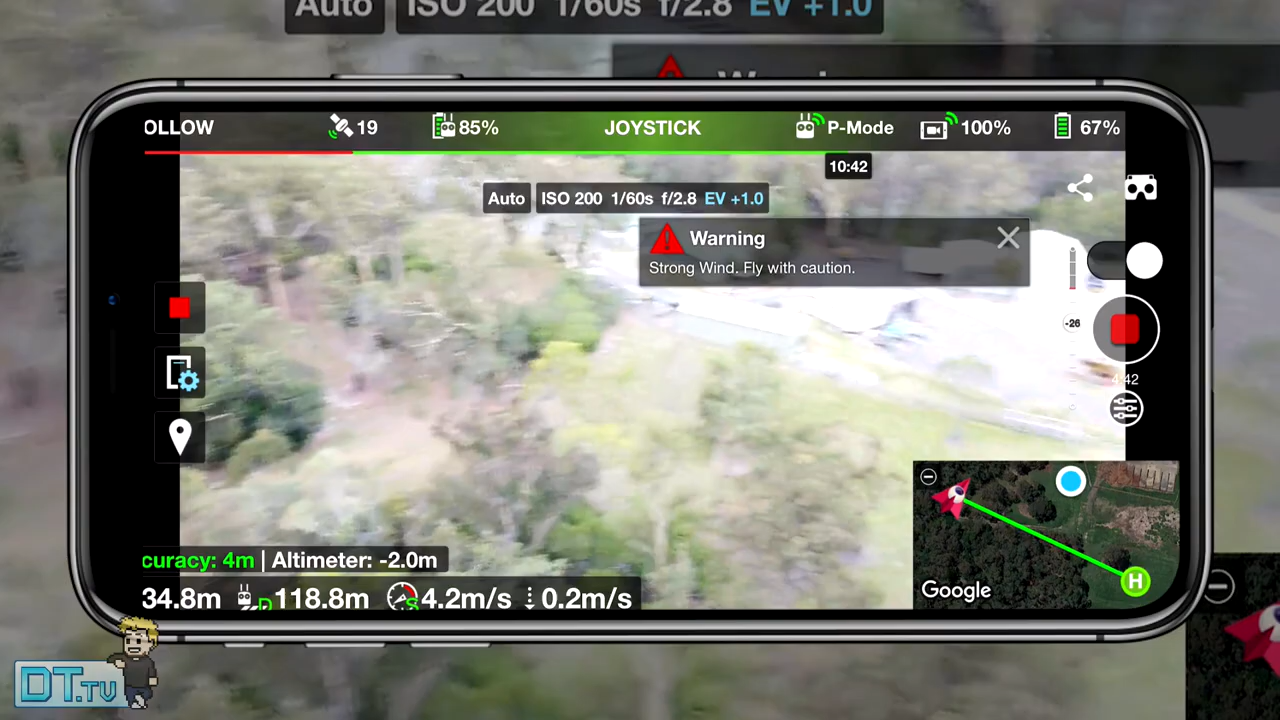 Auto ISO 200 1/60s f/2.8 EV +1.0
OLLOW 19 85% JOYSTICK P-Mode 100% 67%
10:42
Auto ISO 200 1/60s f/2.8 EV +1.0
Warning
Strong Wind. Fly with caution.
-26
4:42
curacy: 4m | Altimeter: -2.0m
34.8m D 118.8m S 4.2m/s 0.2m/s
H
Google
DT.TV